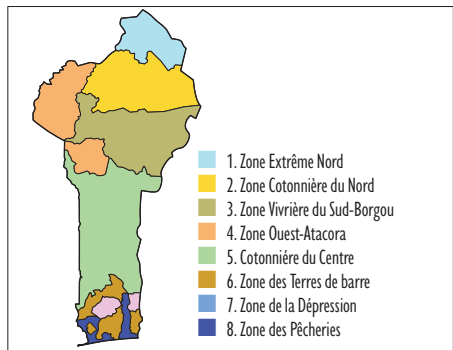 1. Zone Extrême Nord
2. Zone Cotonnière du Nord
3. Zone Vivrière du Sud-Borgou
4. Zone Ouest-Atacora
5. Cotonniére du Centre
6. Zone des Terres de barre
7. Zone de la Dépression
8. Zone des Pêcheries